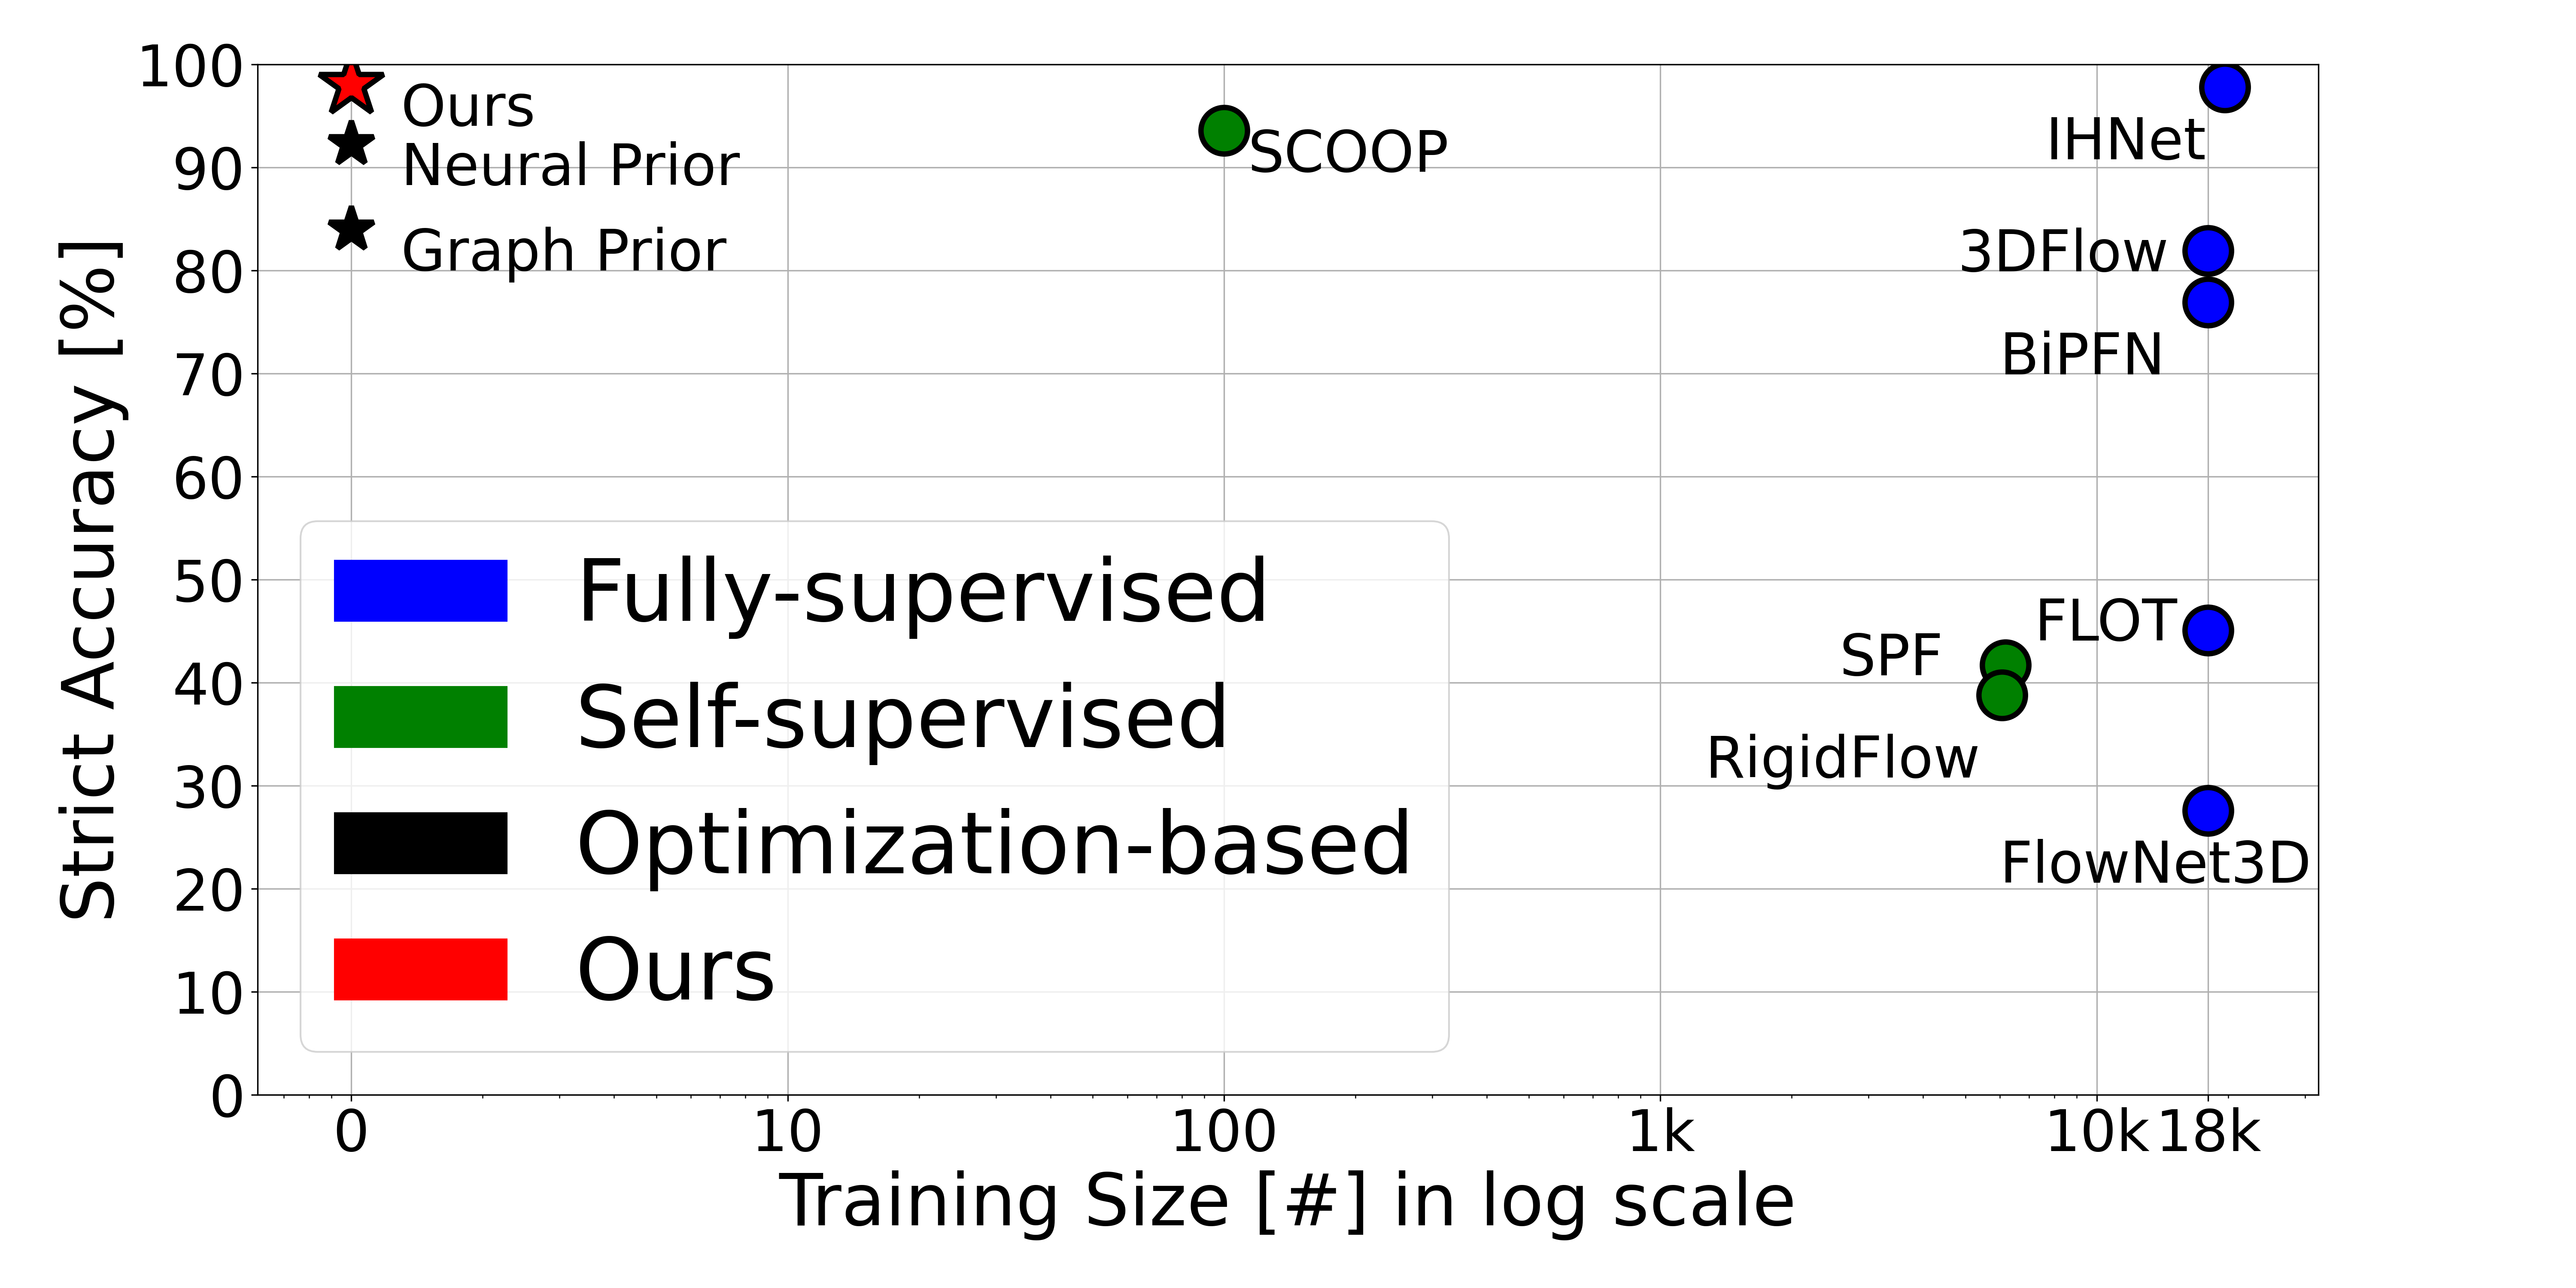 Strict Accuracy [%]
100
90
80
70
60
50
40
30
20
10
0
Ours
Neural Prior
Graph Prior
SCOOP
IHNet
3DFlow
BiPFN
FLOT
SPF
RigidFlow
FlowNet3D
Fully-supervised
Self-supervised
Optimization-based
Ours
0 10 100 1k 10k 18k
Training Size [#] in log scale